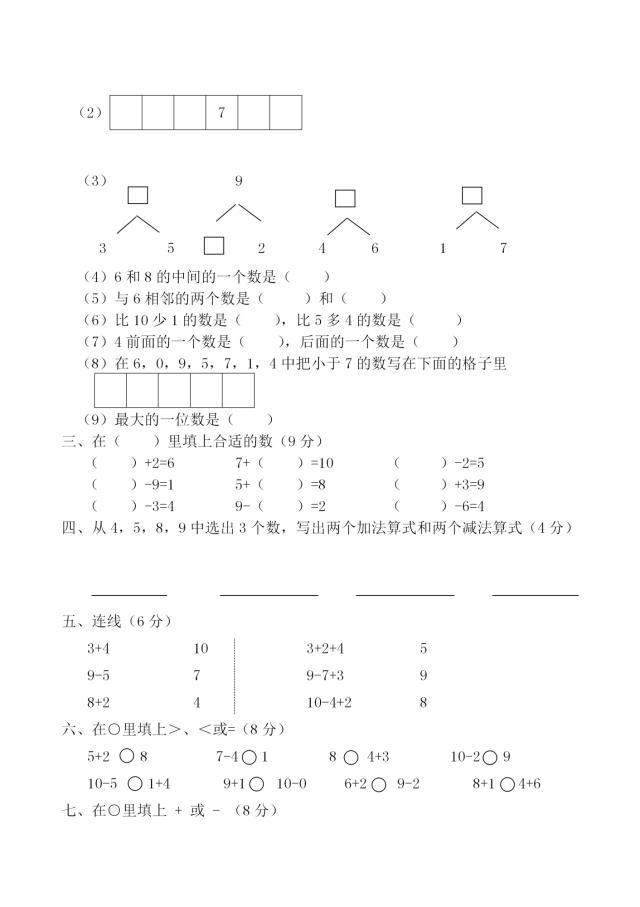 （2） 7
（3） 9
3 5 □ 2 4 6 1 7
（4）6 和 8 的中间的一个数是（ ）
（5）与 6 相邻的两个数是（ ）和（ ）
（6）比 10 少 1 的数是（ ），比 5 多 4 的数是（ ）
（7）4 前面的一个数是（ ），后面的一个数是（ ）
（8）在 6，0，9，5，7，1，4 中把小于 7 的数写在下面的格子里
（9）最大的一位数是（ ）
三、在（ ）里填上合适的数（9 分）
（ ）+2=6 7+（ ）=10 （ ）-2=5
（ ）-9=1 5+（ ）=8 （ ）+3=9
（ ）-3=4 9-（ ）=2 （ ）-6=4
四、从 4，5，8，9 中选出 3 个数，写出两个加法算式和两个减法算式（4 分）
五、连线（6 分）
3+4 10 3+2+4 5
9-5 7 9-7+3 9
8+2 4 10-4+2 8
六、在○里填上＞、＜或=（8 分）
5+2 ○ 8 7-4 ○ 1 8 ○ 4+3 10-2 ○ 9
10-5 ○ 1+4 9+1 ○ 10-0 6+2 ○ 9-2 8+1 ○ 4+6
七、在○里填上 + 或 - （8 分）